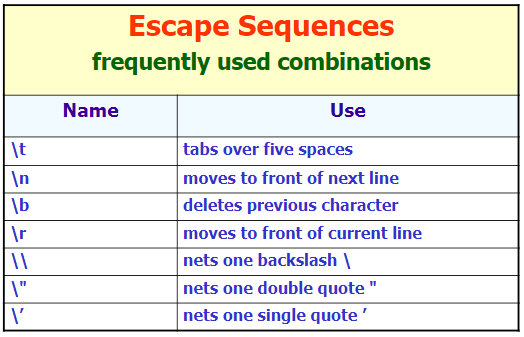 Escape Sequences
frequently used combinations
Name Use
\t tabs over five spaces
\n moves to front of next line
\b deletes previous character
\r moves to front of current line
\\ nets one backslash \
\" nets one double quote "
\’ nets one single quote ’